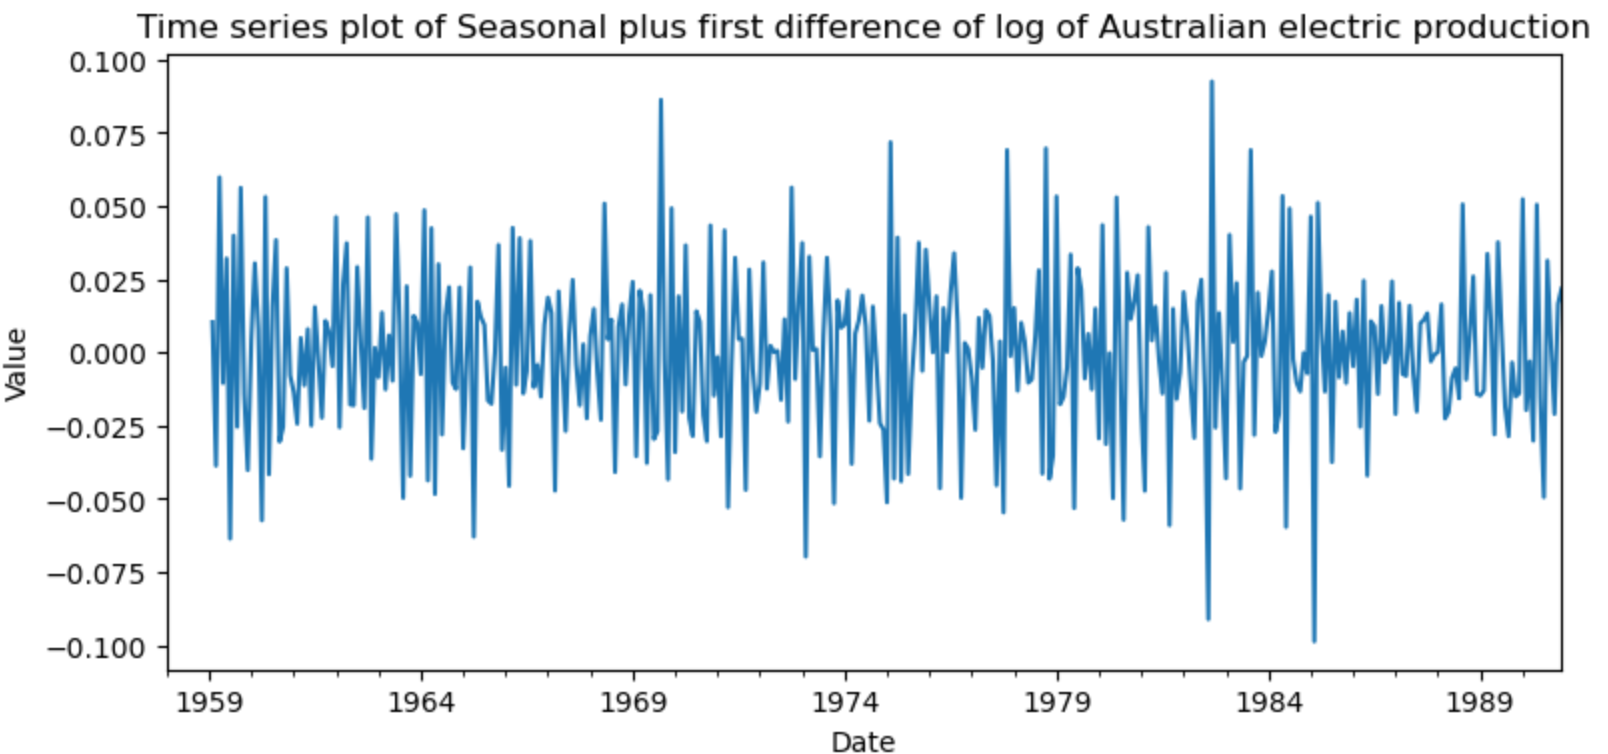 Time series plot of Seasonal plus first difference of log of Australian electric production
0.100
0.075
0.050
0.025
0.000
−0.025
−0.050
−0.075
−0.100
Value
1959 1964 1969 1974 1979 1984 1989
Date